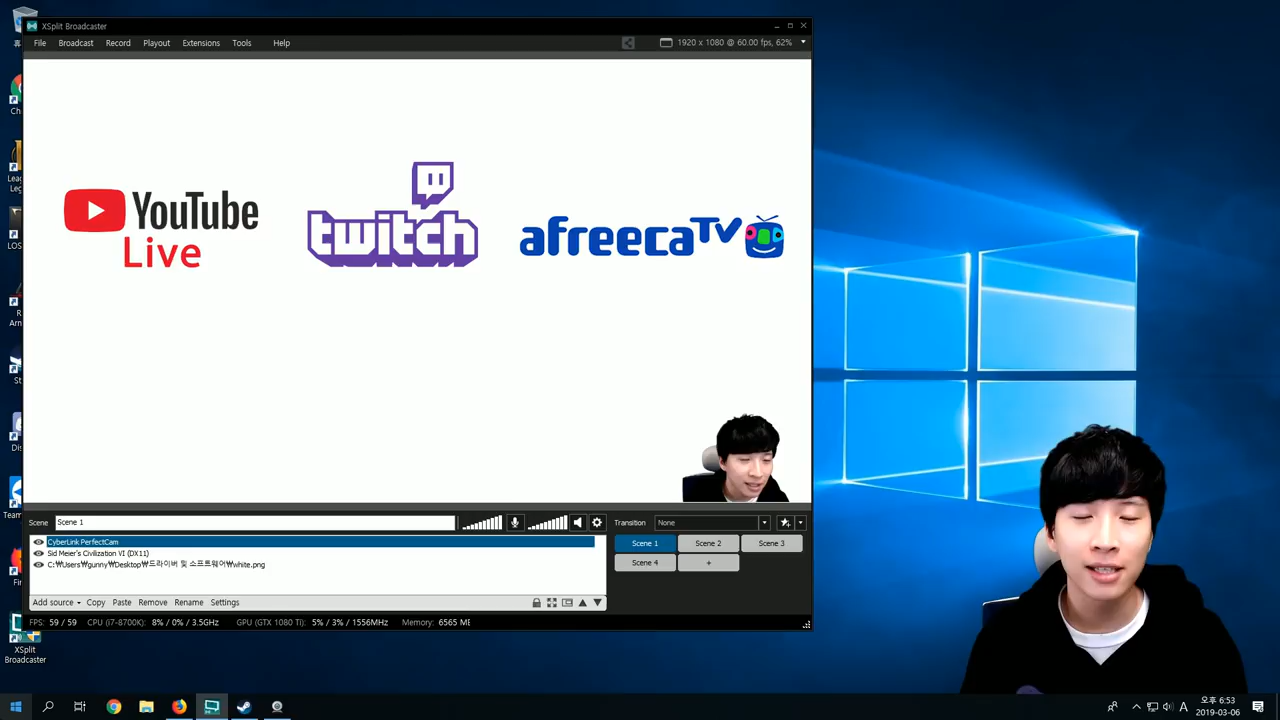 XSplit Broadcaster
File Broadcast Record Playout Extensions Tools Help
1920 x 1080 @ 60.00 fps, 62%
YouTube
Live
twitch
afreecaTV
Scene Scene 1
Transition None
CyberLink PerfectCam
Sid Meier's Civilization VI (DX11)
C:₩Users₩gunny₩Desktop₩드라이버 및 소프트웨어₩white.png
Scene 1 Scene 2 Scene 3
Scene 4 +
Add source Copy Paste Remove Rename Settings
FPS: 59 / 59 CPU (i7-8700K): 8% / 0% / 3.5GHz GPU (GTX 1080 Ti): 5% / 3% / 1556MHz Memory: 6565 ME
XSplit
Broadcaster
A
오후 6:53
2019-03-06